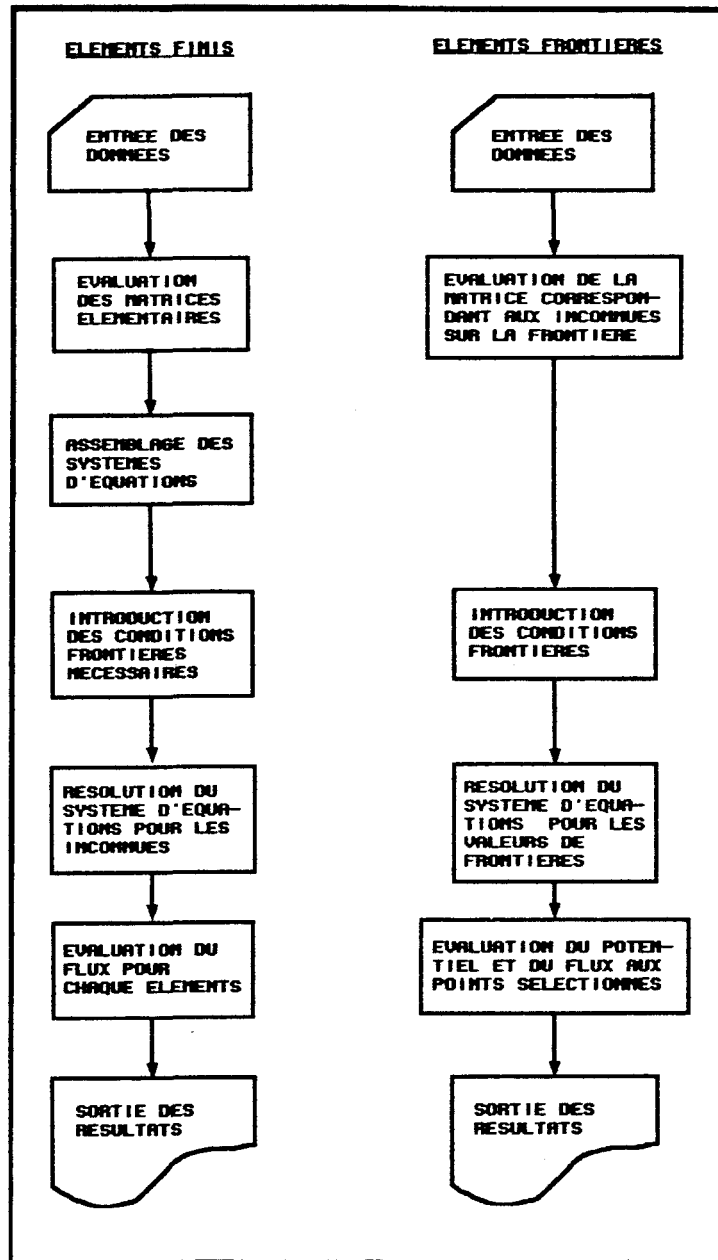 ELEMENTS FINIS
ENTREE DES
DONNEES
EVALUATION
DES MATRICES
ELEMENTAIRES
ASSEMBLAGE DES
SYSTEMES
D'EQUATIONS
INTRODUCTION
DES CONDITIONS
FRONTIERES
NECESSAIRES
RESOLUTION DU
SYSTEME D'EQUA-
TIONS POUR LES
INCONNUES
EVALUATION DU
FLUX POUR
CHAQUE ELEMENTS
SORTIE DES
RESULTATS
ELEMENTS FRONTIERES
ENTREE DES
DONNEES
EVALUATION DE LA
MATRICE CORRESPON-
DANT AUX INCONNUES
SUR LA FRONTIERE
INTRODUCTION
DES CONDITIONS
FRONTIERES
RESOLUTION DU
SYSTEME D'EQUA-
TIONS POUR LES
VALEURS DE
FRONTIERES
EVALUATION DU POTEN-
TIEL ET DU FLUX AUX
POINTS SELECTIONNES
SORTIE DES
RESULTATS